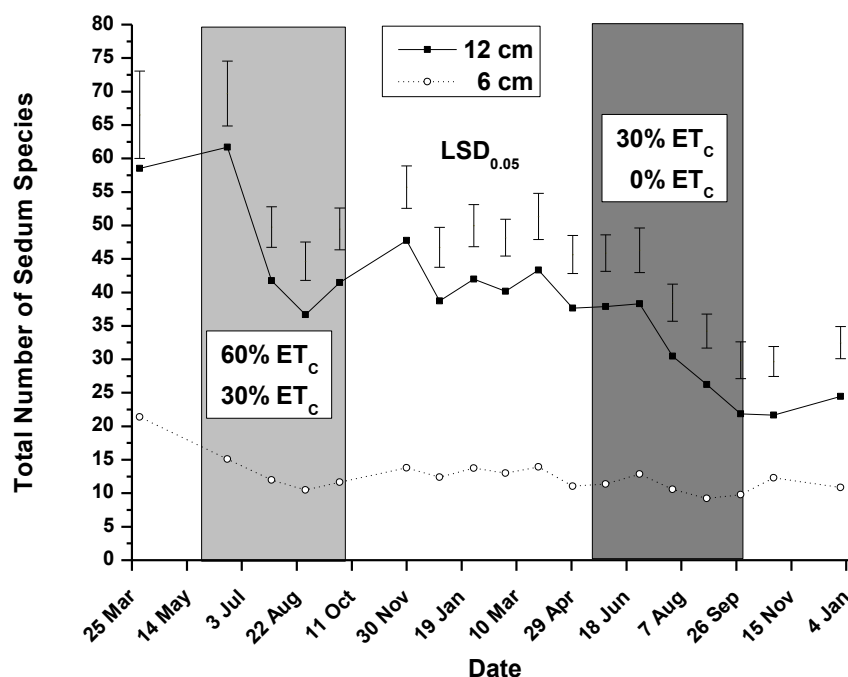 80
75
70
65
60
55
50
45
40
35
30
25
20
15
10
5
0
Total Number of Sedum Species
12 cm
6 cm
LSD0.05
30% ETC
0% ETC
60% ETC
30% ETC
25 Mar
14 May
3 Jul
22 Aug
11 Oct
30 Nov
19 Jan
10 Mar
29 Apr
18 Jun
7 Aug
26 Sep
15 Nov
4 Jan
Date